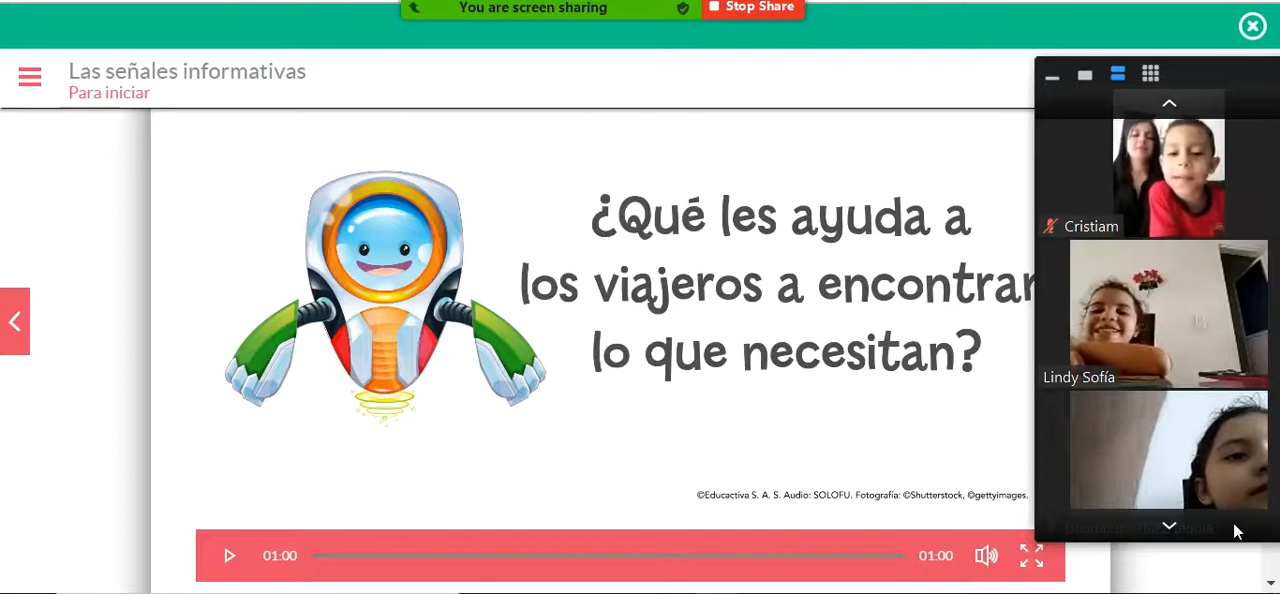 You are screen sharing
Stop Share
Las señales informativas
Para iniciar
¿Qué les ayuda a
los viajeros a encontrar
lo que necesitan?
©Educactiva S. A. S. Audio: SOLOFU. Fotografía: ©Shutterstock, ©gettyimages.
01:00
01:00
Cristiam
Lindy Sofía